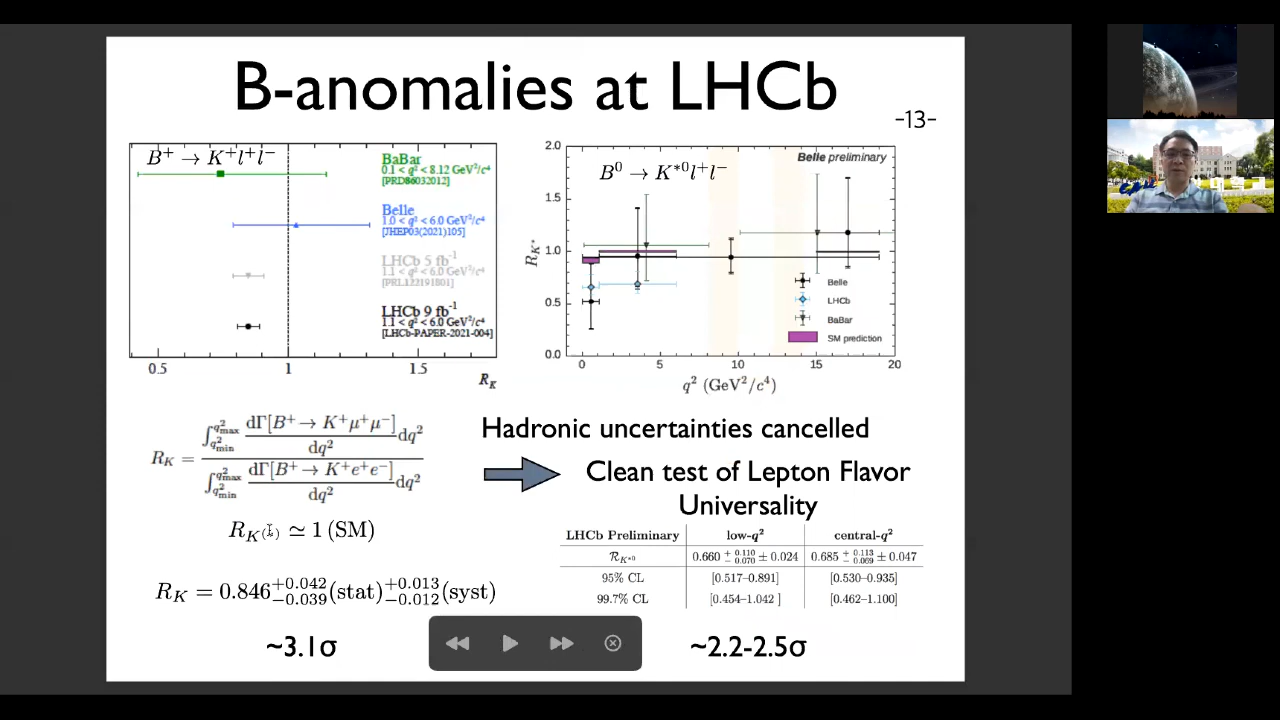 B-anomalies at LHCb
-13-
B⁺ → K⁺l⁺l⁻
BaBar
0.1 < q² < 8.12 GeV²/c⁴
[PRD86032012]
Belle
1.0 < q² < 6.0 GeV²/c⁴
[JHEP03(2021)105]
LHCb 5 fb⁻¹
1.1 < q² < 6.0 GeV²/c⁴
[PRL122191801]
LHCb 9 fb⁻¹
1.1 < q² < 6.0 GeV²/c⁴
[LHCb-PAPER-2021-004]
0.5 1 1.5
R_K
B⁰ → K*⁰l⁺l⁻
Belle preliminary
2.0
1.5
1.0
0.5
0.0
R_K*
Belle
LHCb
BaBar
SM prediction
0 5 10 15 20
q² (GeV²/c⁴)
R_K = ∫_{q²_min}^{q²_max} dΓ[B⁺ → K⁺μ⁺μ⁻]/dq² dq² / ∫_{q²_min}^{q²_max} dΓ[B⁺ → K⁺e⁺e⁻]/dq² dq²
Hadronic uncertainties cancelled
Clean test of Lepton Flavor
Universality
R_K(*) ≃ 1 (SM)
LHCb Preliminary low-q² central-q²
R_K*⁰ 0.660 +0.110 −0.070 ± 0.024 0.685 +0.113 −0.069 ± 0.047
95% CL [0.517–0.891] [0.530–0.935]
99.7% CL [0.454–1.042 ] [0.462–1.100]
R_K = 0.846 +0.042 −0.039 (stat) +0.013 −0.012 (syst)
~3.1σ
~2.2-2.5σ